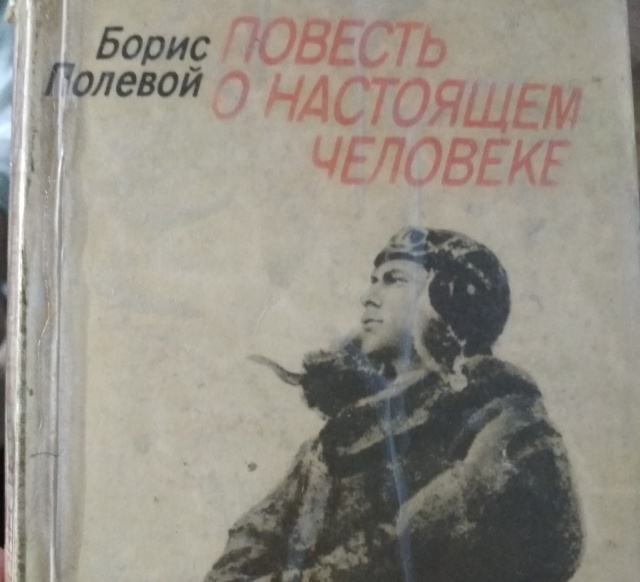 Борис
Полевой
ПОВЕСТЬ
О НАСТОЯЩЕМ
ЧЕЛОВЕКЕ